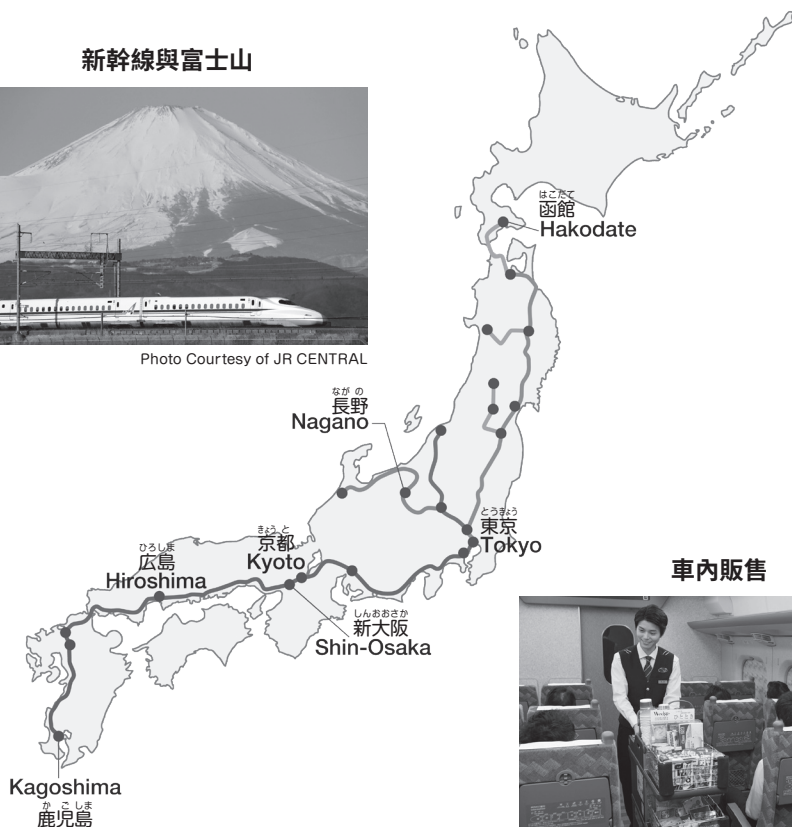 新幹線與富士山
Photo Courtesy of JR CENTRAL
はこだて
函館
Hakodate
ながの
長野
Nagano
とうきょう
東京
Tokyo
きょうと
京都
Kyoto
ひろしま
広島
Hiroshima
しんおおさか
新大阪
Shin-Osaka
車內販售
Kagoshima
かごしま
鹿児島